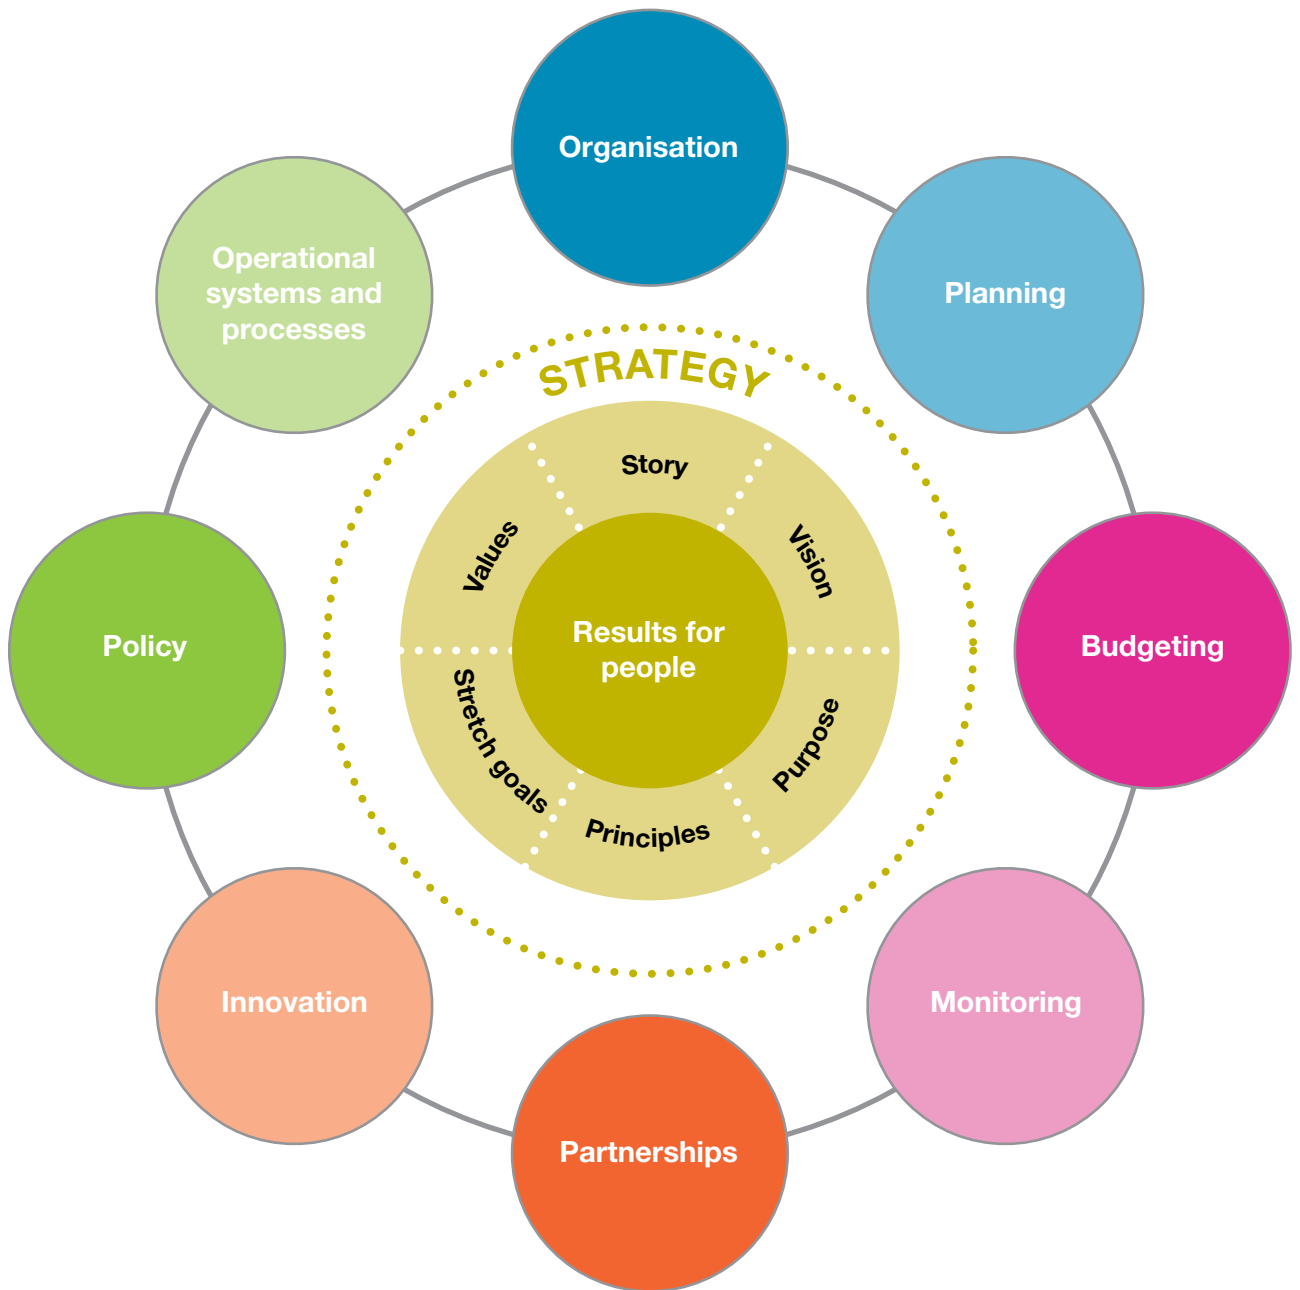 Organisation
Operational
systems and
processes
Planning
STRATEGY
Story
Values
Vision
Results for
people
Policy
Budgeting
Stretch goals
Purpose
Principles
Innovation
Monitoring
Partnerships